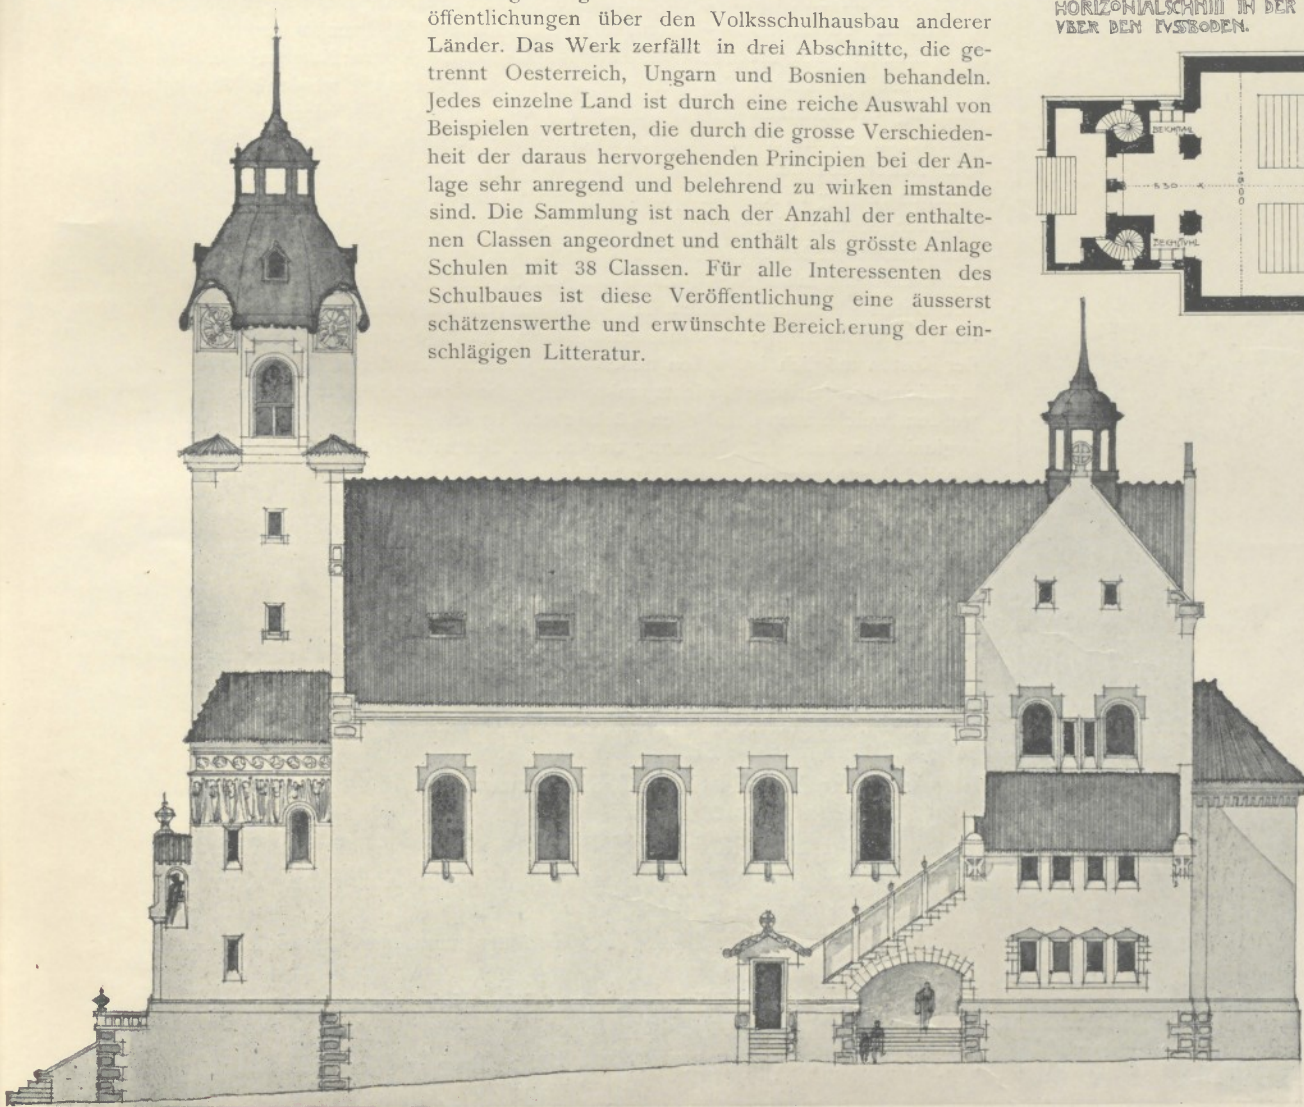 öffentlichungen über den Volksschulhausbau anderer
Länder. Das Werk zerfällt in drei Abschnitte, die ge-
trennt Oesterreich, Ungarn und Bosnien behandeln.
Jedes einzelne Land ist durch eine reiche Auswahl von
Beispielen vertreten, die durch die grosse Verschieden-
heit der daraus hervorgehenden Principien bei der An-
lage sehr anregend und belehrend zu wirken imstande
sind. Die Sammlung ist nach der Anzahl der enthalte-
nen Classen angeordnet und enthält als grösste Anlage
Schulen mit 38 Classen. Für alle Interessenten des
Schulbaues ist diese Veröffentlichung eine äusserst
schätzenswerthe und erwünschte Bereicherung der ein-
schlägigen Litteratur.
HORIZONTALSCHNITT IN DER
VBER DEN FVSSBODEN.
BEICHTSTVHL
530
800